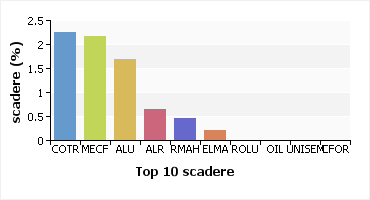 2.5
2
1.5
1
0.5
0
scadere (%)
COTR MECF ALU ALR RMAH ELMA ROLU OIL UNISEM CFOR
Top 10 scadere